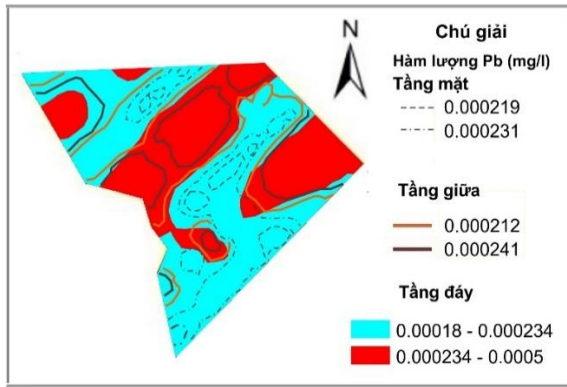 N
Chú giải
Hàm lượng Pb (mg/l)
Tầng mặt
0.000219
0.000231
Tầng giữa
0.000212
0.000241
Tầng đáy
0.00018 - 0.000234
0.000234 - 0.0005